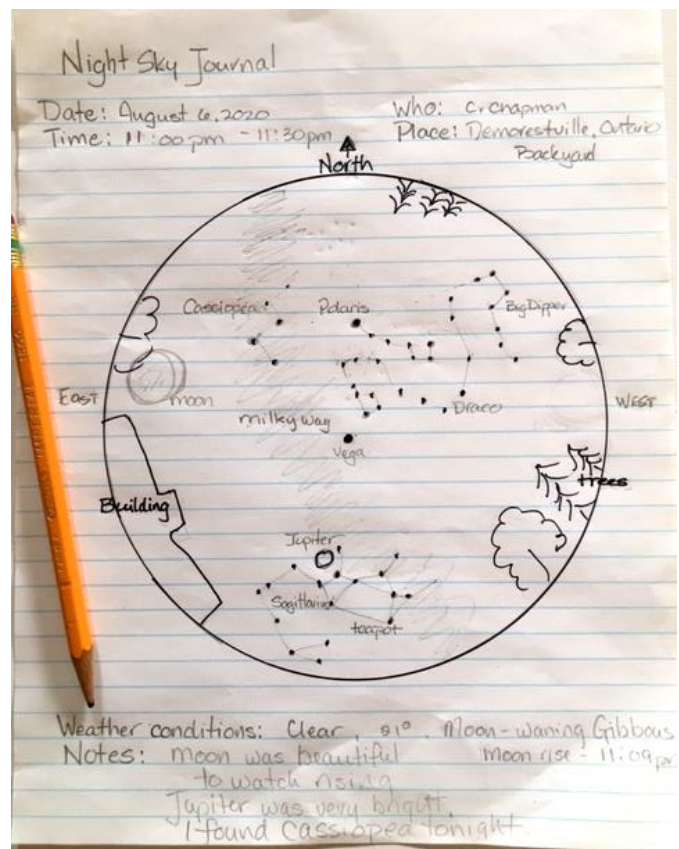 Night Sky Journal
Date: August 6, 2020
Who: C. Chapman
Time: 11:00pm - 11:30pm
Place: Demorestville, Ontario
Backyard
North
Cassiopea
Polaris
Big Dipper
East
moon
Draco
WEST
milky way
Vega
trees
Building
Jupiter
Sagittarius
teapot
Weather conditions: Clear, 81°. Moon - waning Gibbous
Notes: moon was beautiful
moon rise - 11:09pm
to watch rising
Jupiter was very bright.
I found Cassiopea tonight.